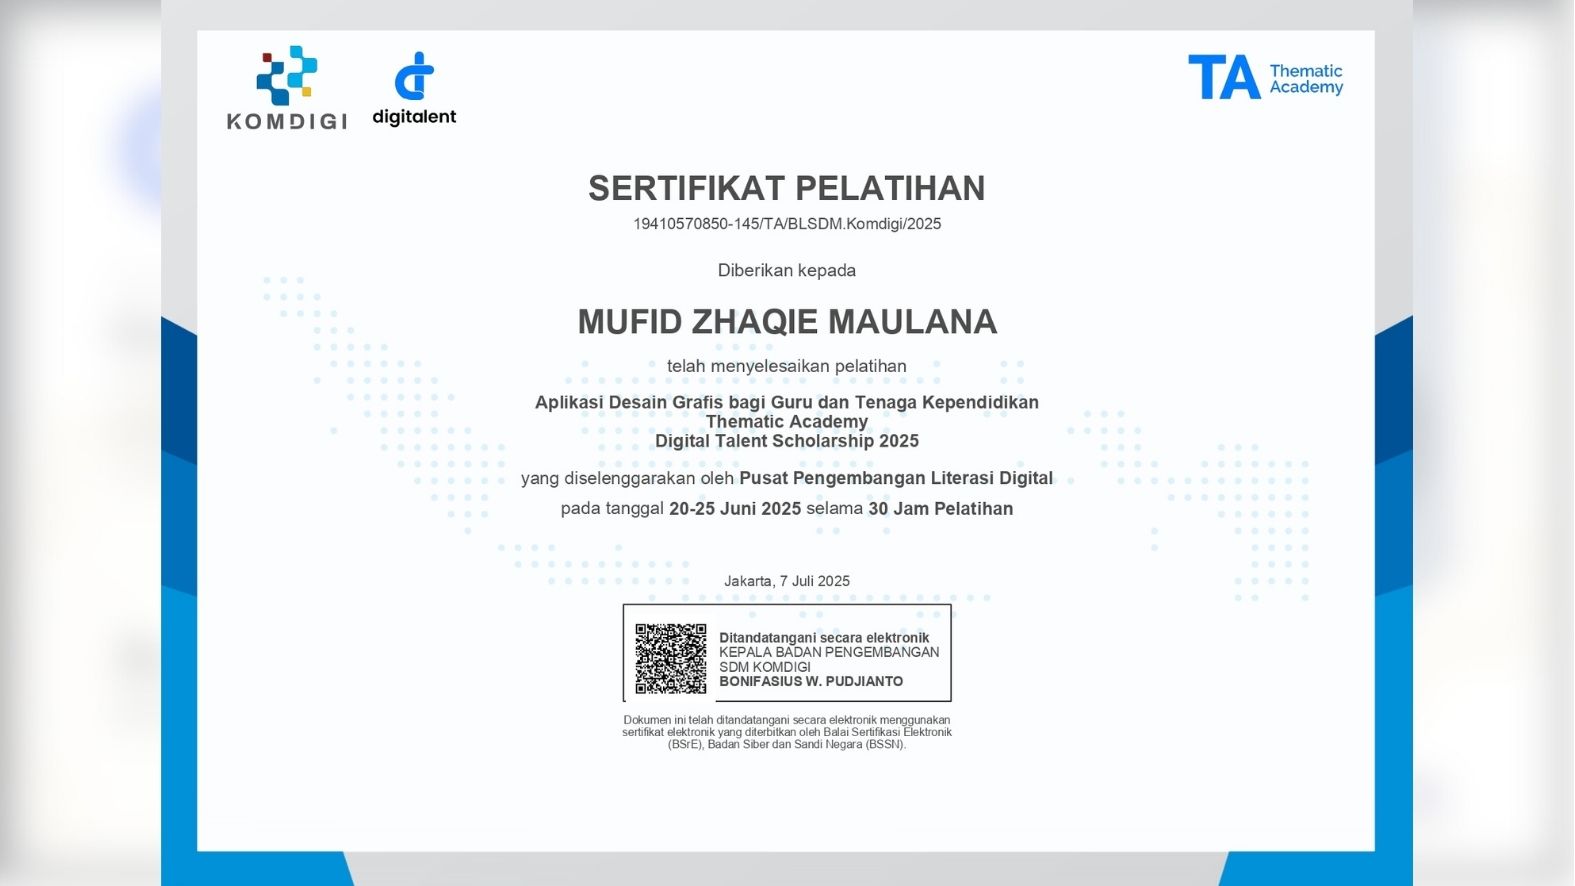 KOMDIGI
digitalent
TA Thematic
Academy
SERTIFIKAT PELATIHAN
19410570850-145/TA/BLSDM.Komdigi/2025
Diberikan kepada
MUFID ZHAQIE MAULANA
telah menyelesaikan pelatihan
Aplikasi Desain Grafis bagi Guru dan Tenaga Kependidikan
Thematic Academy
Digital Talent Scholarship 2025
yang diselenggarakan oleh Pusat Pengembangan Literasi Digital
pada tanggal 20-25 Juni 2025 selama 30 Jam Pelatihan
Jakarta, 7 Juli 2025
Ditandatangani secara elektronik
KEPALA BADAN PENGEMBANGAN
SDM KOMDIGI
BONIFASIUS W. PUDJIANTO
Dokumen ini telah ditandatangani secara elektronik menggunakan
sertifikat elektronik yang diterbitkan oleh Balai Sertifikasi Elektronik
(BSrE), Badan Siber dan Sandi Negara (BSSN).